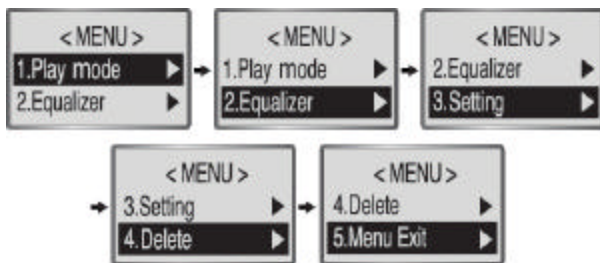 <MENU>
1.Play mode
2.Equalizer
<MENU>
1.Play mode
2.Equalizer
<MENU>
2.Equalizer
3.Setting
<MENU>
3.Setting
4.Delete
<MENU>
4.Delete
5.Menu Exit